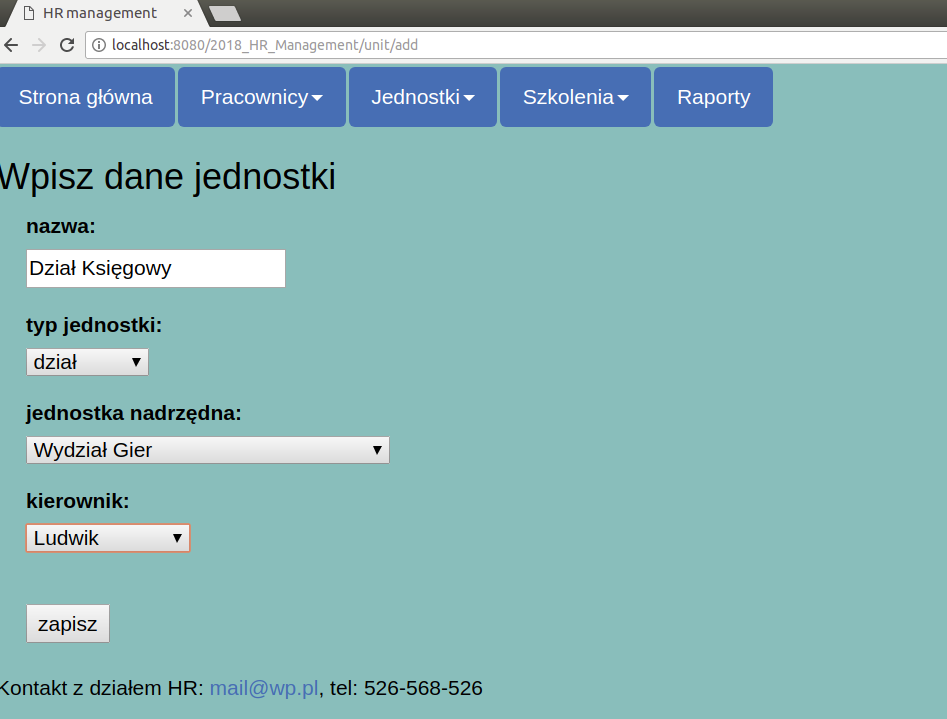 HR management
localhost:8080/2018_HR_Management/unit/add
Strona główna Pracownicy Jednostki Szkolenia Raporty
Wpisz dane jednostki
nazwa:
Dział Księgowy
typ jednostki:
dział
jednostka nadrzędna:
Wydział Gier
kierownik:
Ludwik
zapisz
Kontakt z działem HR: mail@wp.pl, tel: 526-568-526